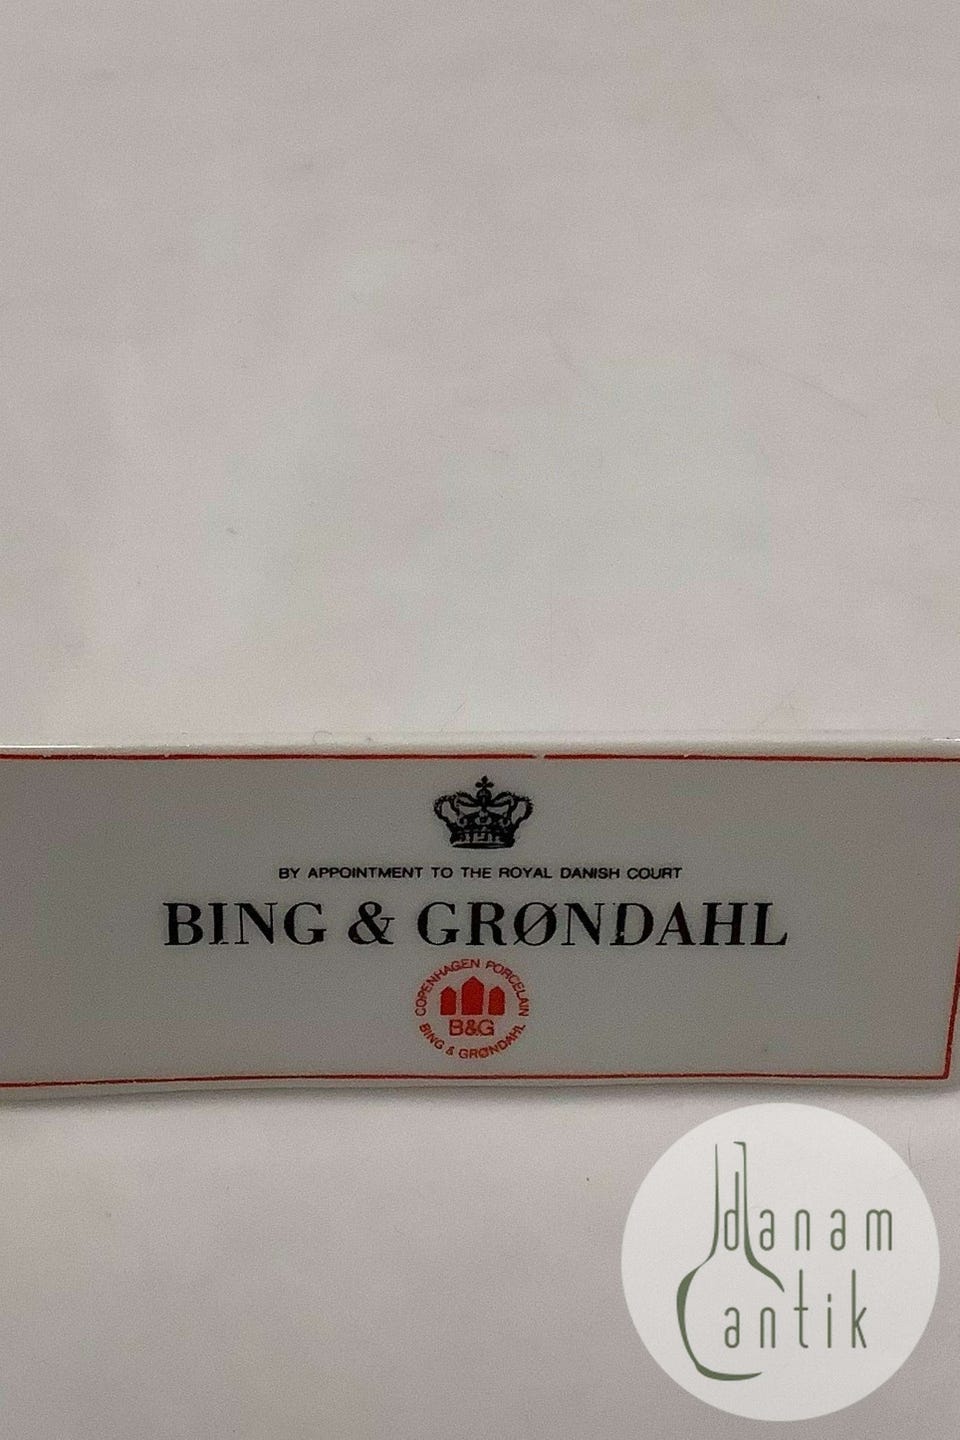 BY APPOINTMENT TO THE ROYAL DANISH COURT
BING & GRØNDAHL
COPENHAGEN PORCELAIN
B&G
BING & GRØNDAHL
danam
antik